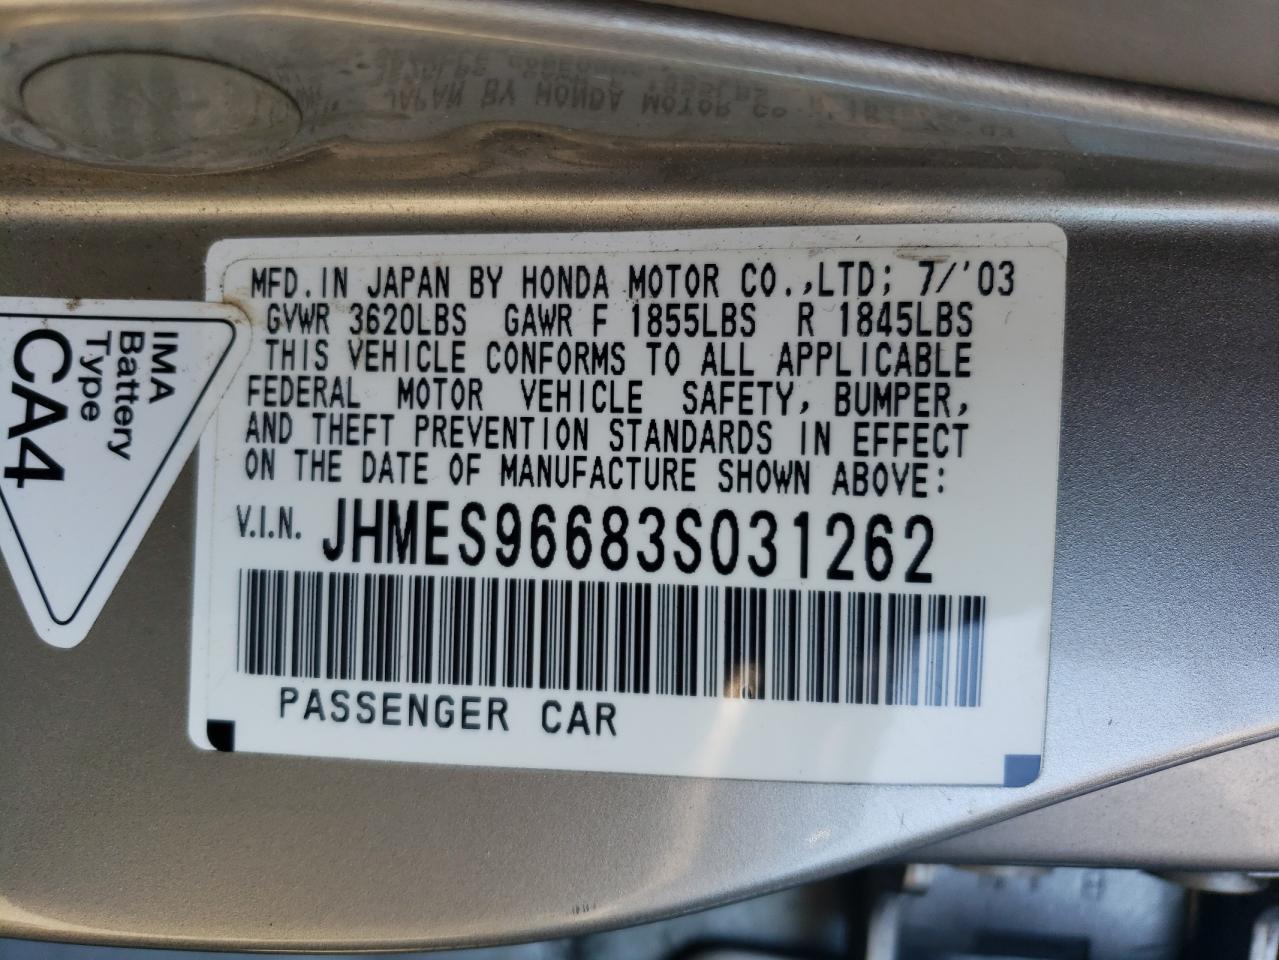 MFD. IN JAPAN BY HONDA MOTOR CO.,LTD; 7/'03
GVWR 3620LBS GAWR F 1855LBS R 1845LBS
THIS VEHICLE CONFORMS TO ALL APPLICABLE
FEDERAL MOTOR VEHICLE SAFETY, BUMPER,
AND THEFT PREVENTION STANDARDS IN EFFECT
ON THE DATE OF MANUFACTURE SHOWN ABOVE:
V.I.N. JHMES96683S031262
PASSENGER CAR
IMA
Battery
Type
CA4